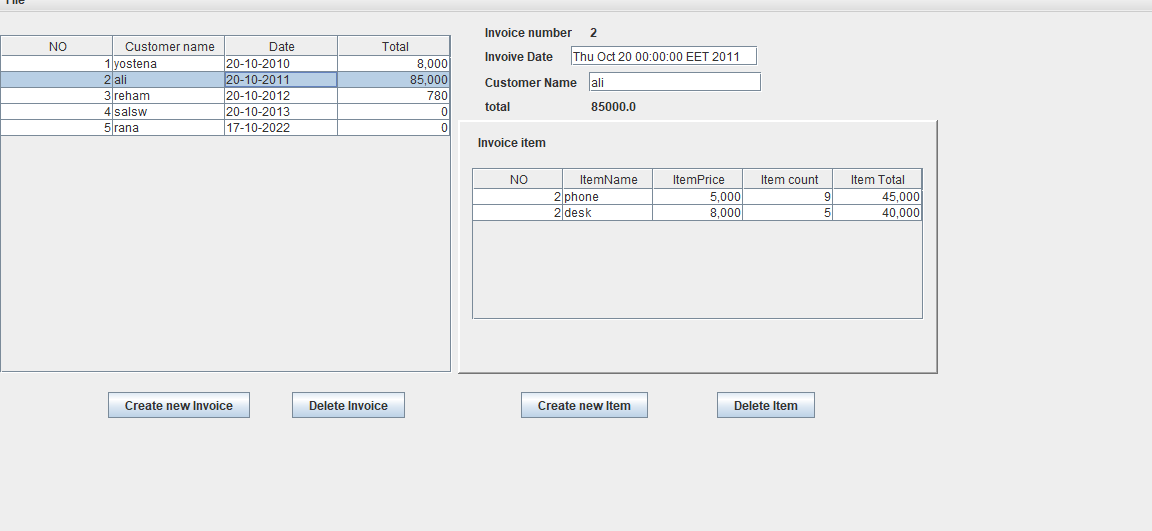 File
NO Customer name Date Total
1 yostena 20-10-2010 8,000
2 ali 20-10-2011 85,000
3 reham 20-10-2012 780
4 salsw 20-10-2013 0
5 rana 17-10-2022 0
Invoice number 2
Invoive Date Thu Oct 20 00:00:00 EET 2011
Customer Name ali
total 85000.0
Invoice item
NO ItemName ItemPrice Item count Item Total
2 phone 5,000 9 45,000
2 desk 8,000 5 40,000
Create new Invoice Delete Invoice Create new Item Delete Item